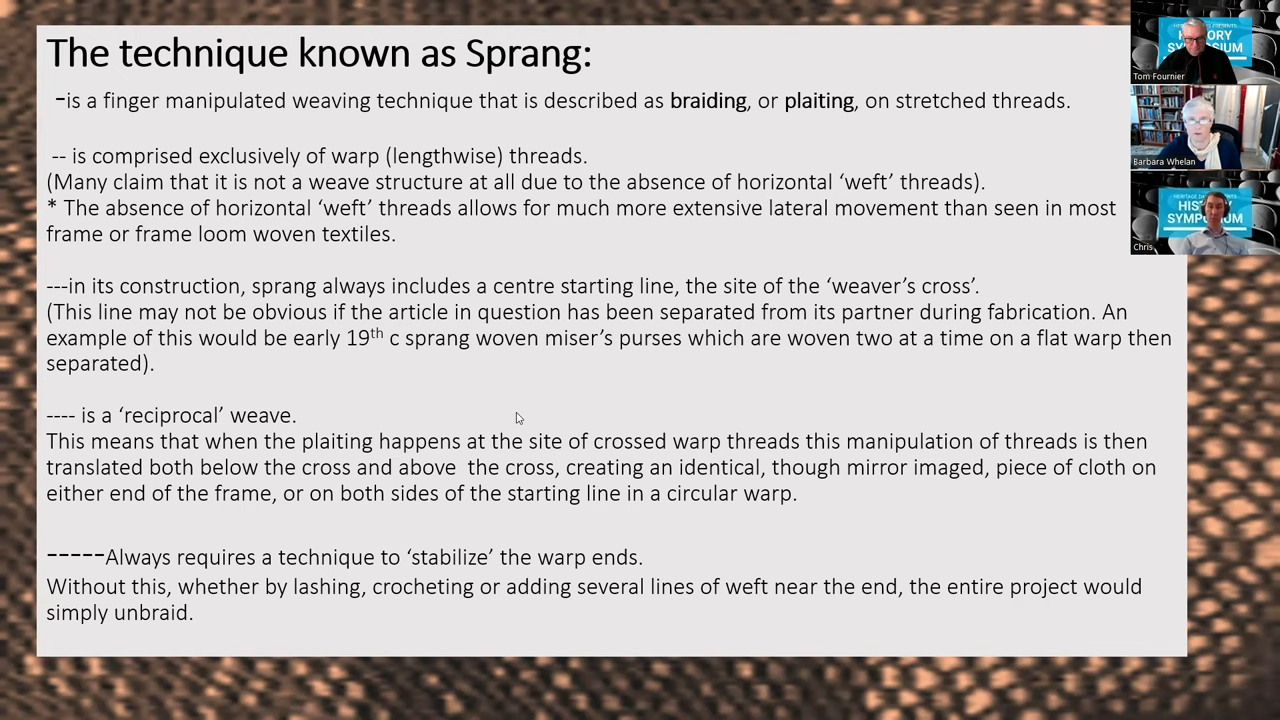 The technique known as Sprang:
-is a finger manipulated weaving technique that is described as braiding, or plaiting, on stretched threads.
-- is comprised exclusively of warp (lengthwise) threads.
(Many claim that it is not a weave structure at all due to the absence of horizontal ‘weft’ threads).
* The absence of horizontal ‘weft’ threads allows for much more extensive lateral movement than seen in most
frame or frame loom woven textiles.
---in its construction, sprang always includes a centre starting line, the site of the ‘weaver’s cross’.
(This line may not be obvious if the article in question has been separated from its partner during fabrication. An
example of this would be early 19th c sprang woven miser’s purses which are woven two at a time on a flat warp then
separated).
---- is a ‘reciprocal’ weave.
This means that when the plaiting happens at the site of crossed warp threads this manipulation of threads is then
translated both below the cross and above the cross, creating an identical, though mirror imaged, piece of cloth on
either end of the frame, or on both sides of the starting line in a circular warp.
-----Always requires a technique to ‘stabilize’ the warp ends.
Without this, whether by lashing, crocheting or adding several lines of weft near the end, the entire project would
simply unbraid.
Tom Fournier
Barbara Whelan
SYMPOSIUM
Chris